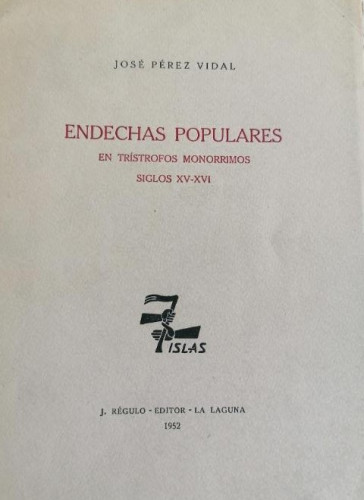 JOSÉ PÉREZ VIDAL
ENDECHAS POPULARES
EN TRÍSTROFOS MONORRIMOS
SIGLOS XV-XVI
7
ISLAS
J. RÉGULO - EDITOR - LA LAGUNA
1952